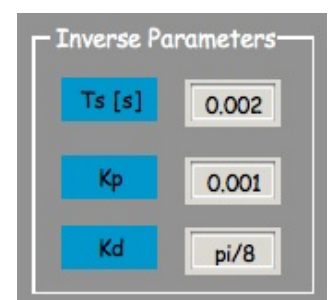 Inverse Parameters
Ts [s] 0.002
Kp 0.001
Kd pi/8